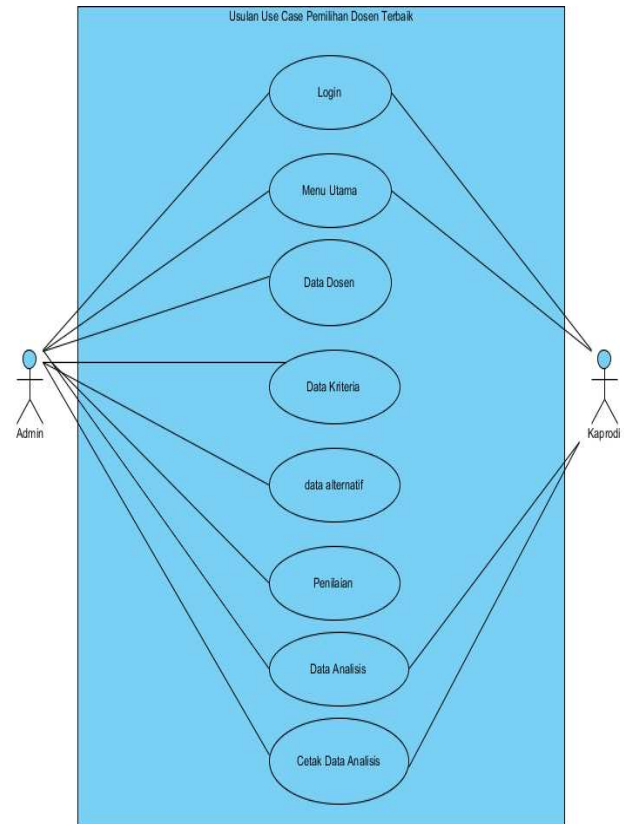 Usulan Use Case Pemilihan Dosen Terbaik
Login
Menu Utama
Data Dosen
Data Kriteria
Admin
Kaprodi
data alternatif
Penilaian
Data Analisis
Cetak Data Analisis